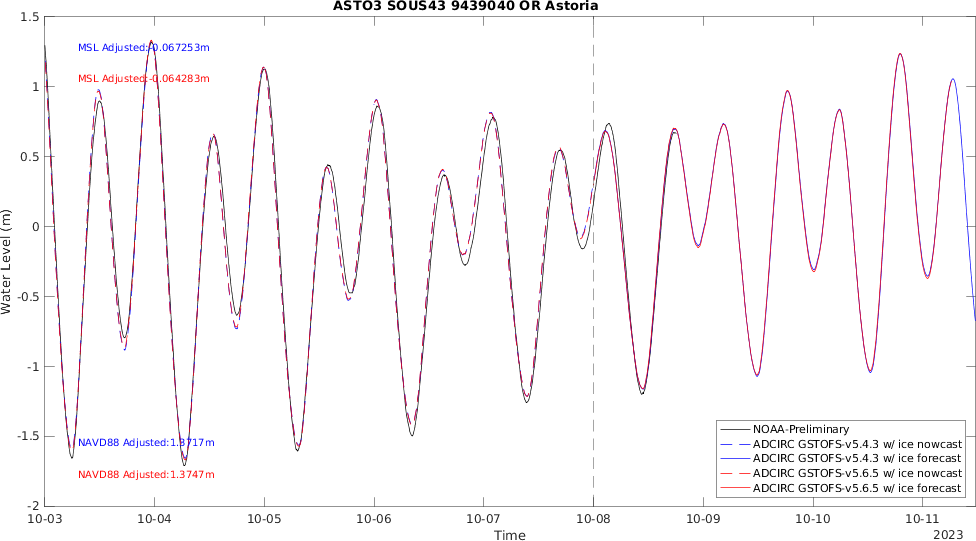 ASTO3 SOUS43 9439040 OR Astoria
1.5
1
0.5
0
-0.5
-1
-1.5
-2
Water Level (m)
MSL Adjusted:-0.067253m
MSL Adjusted:-0.064283m
NAVD88 Adjusted:1.3717m
NAVD88 Adjusted:1.3747m
NOAA-Preliminary
ADCIRC GSTOFS-v5.4.3 w/ ice nowcast
ADCIRC GSTOFS-v5.4.3 w/ ice forecast
ADCIRC GSTOFS-v5.6.5 w/ ice nowcast
ADCIRC GSTOFS-v5.6.5 w/ ice forecast
10-03 10-04 10-05 10-06 10-07 10-08 10-09 10-10 10-11
Time
2023